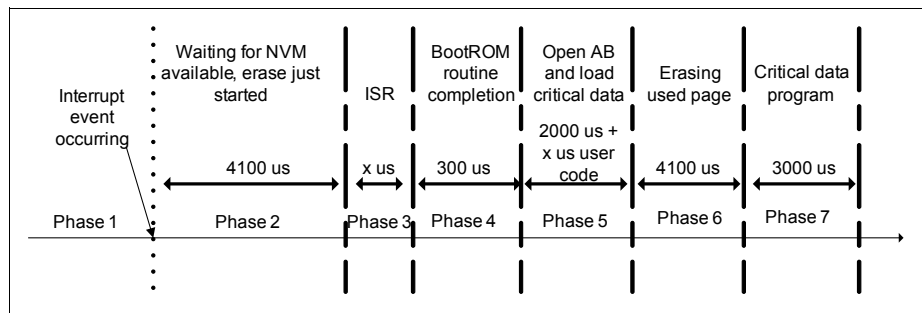 Waiting for NVM
available, erase just
started
Interrupt
event
occurring
ISR
BootROM
routine
completion
Open AB
and load
critical data
Erasing
used page
Critical data
program
4100 us
x us
300 us
2000 us +
x us user
code
4100 us
3000 us
Phase 1
Phase 2
Phase 3
Phase 4
Phase 5
Phase 6
Phase 7